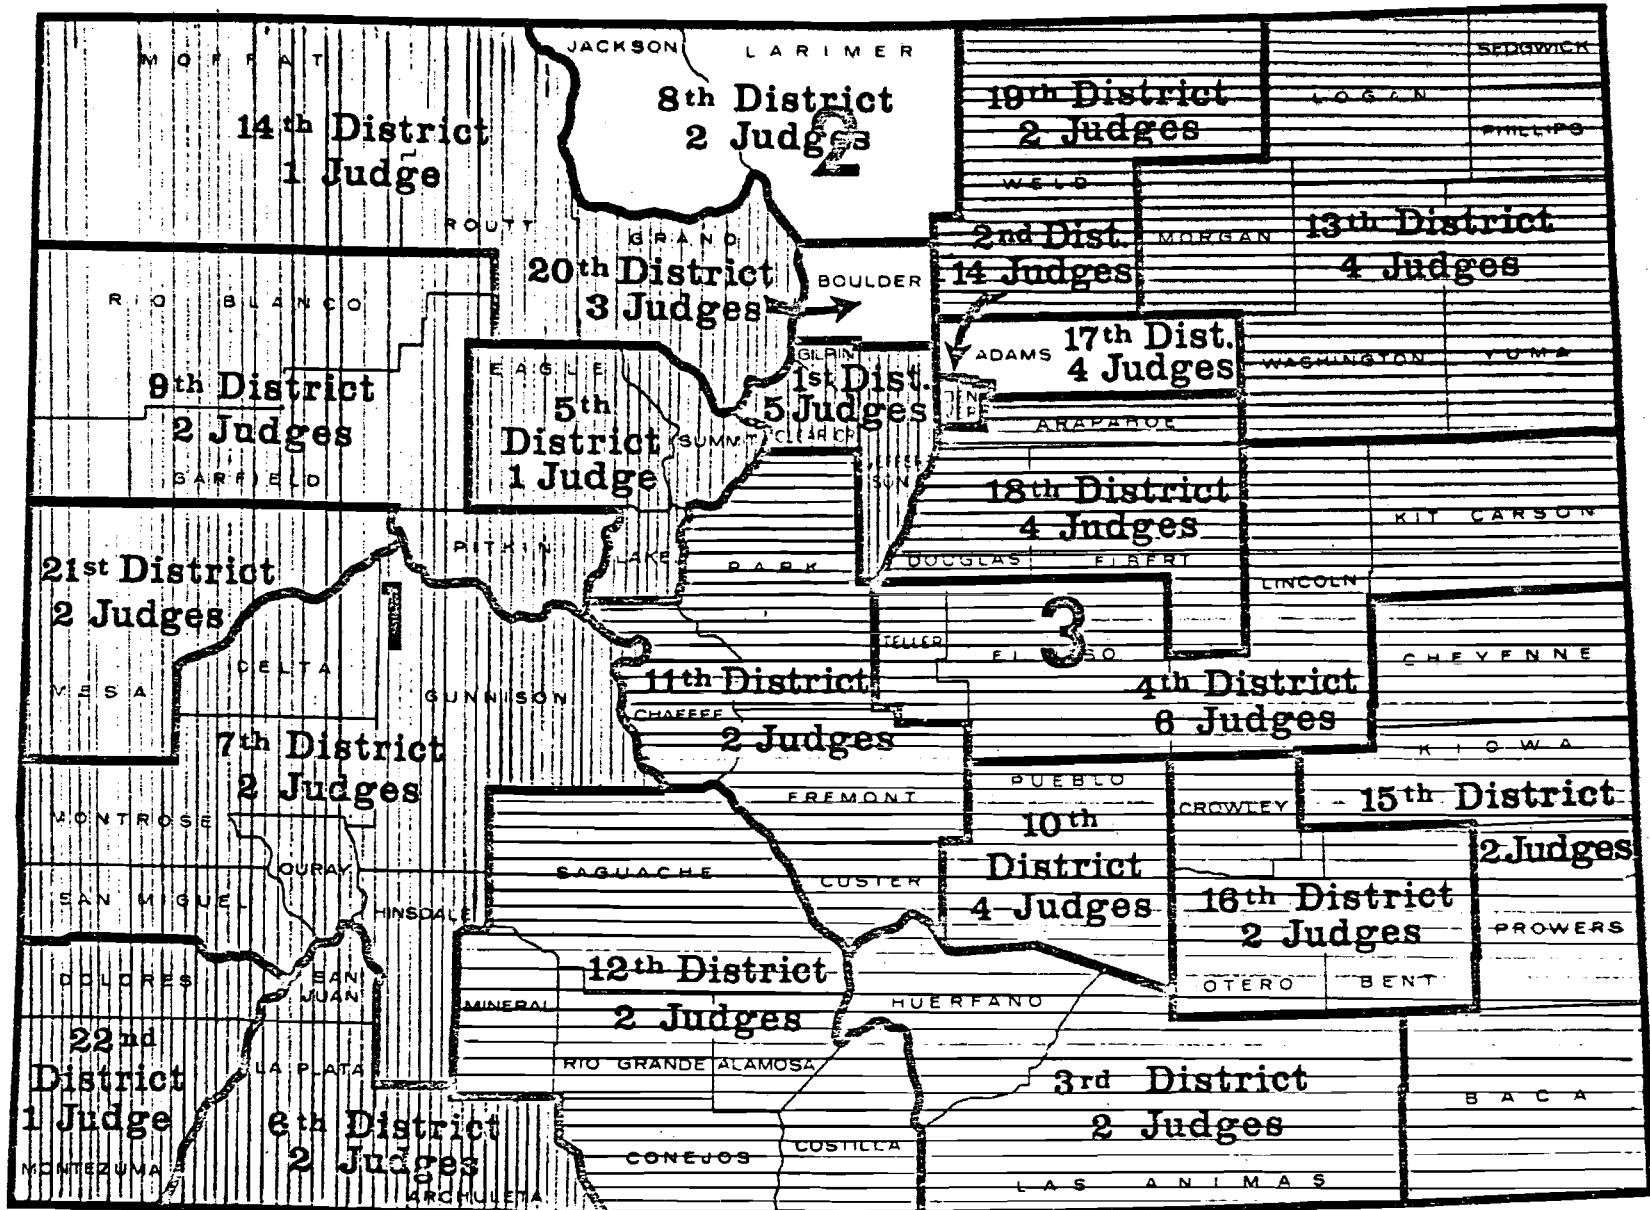 JACKSON
LARIMER
SEDGWICK
MOFFAT
8th District
2 Judges
2
19th District
2 Judges
LOGAN
PHILLIPS
14th District
1 Judge
WELD
ROUTT
GRAND
2nd Dist.
14 Judges
MORGAN
13th District
4 Judges
20th District
3 Judges
BOULDER
RIO BLANCO
17th Dist.
4 Judges
ADAMS
GILPIN
WASHINGTON
YUMA
EAGLE
1st Dist.
5 Judges
9th District
2 Judges
5th
District
1 Judge
SUMMIT
CLEAR CR
ARAPAHOE
GARFIELD
18th District
4 Judges
KIT CARSON
PITKIN
LAKE
PARK
DOUGLAS
ELBERT
21st District
2 Judges
LINCOLN
3
TELLER
DELTA
CHEYENNE
MESA
GUNNISON
11th District
2 Judges
CHAFFEE
4th District
6 Judges
7th District
2 Judges
KIOWA
PUEBLO
FREMONT
CROWLEY
15th District
2 Judges
MONTROSE
10th
District
4 Judges
OURAY
SAGUACHE
CUSTER
SAN MIGUEL
HINSDALE
16th District
2 Judges
PROWERS
DOLORES
SAN
JUAN
12th District
2 Judges
MINERAL
HUERFANO
OTERO
BENT
22nd
District
1 Judge
LA PLATA
RIO GRANDE
ALAMOSA
3rd District
2 Judges
BACA
6th District
2 Judges
MONTEZUMA
ARCHULETA
CONEJOS
COSTILLA
LAS ANIMAS